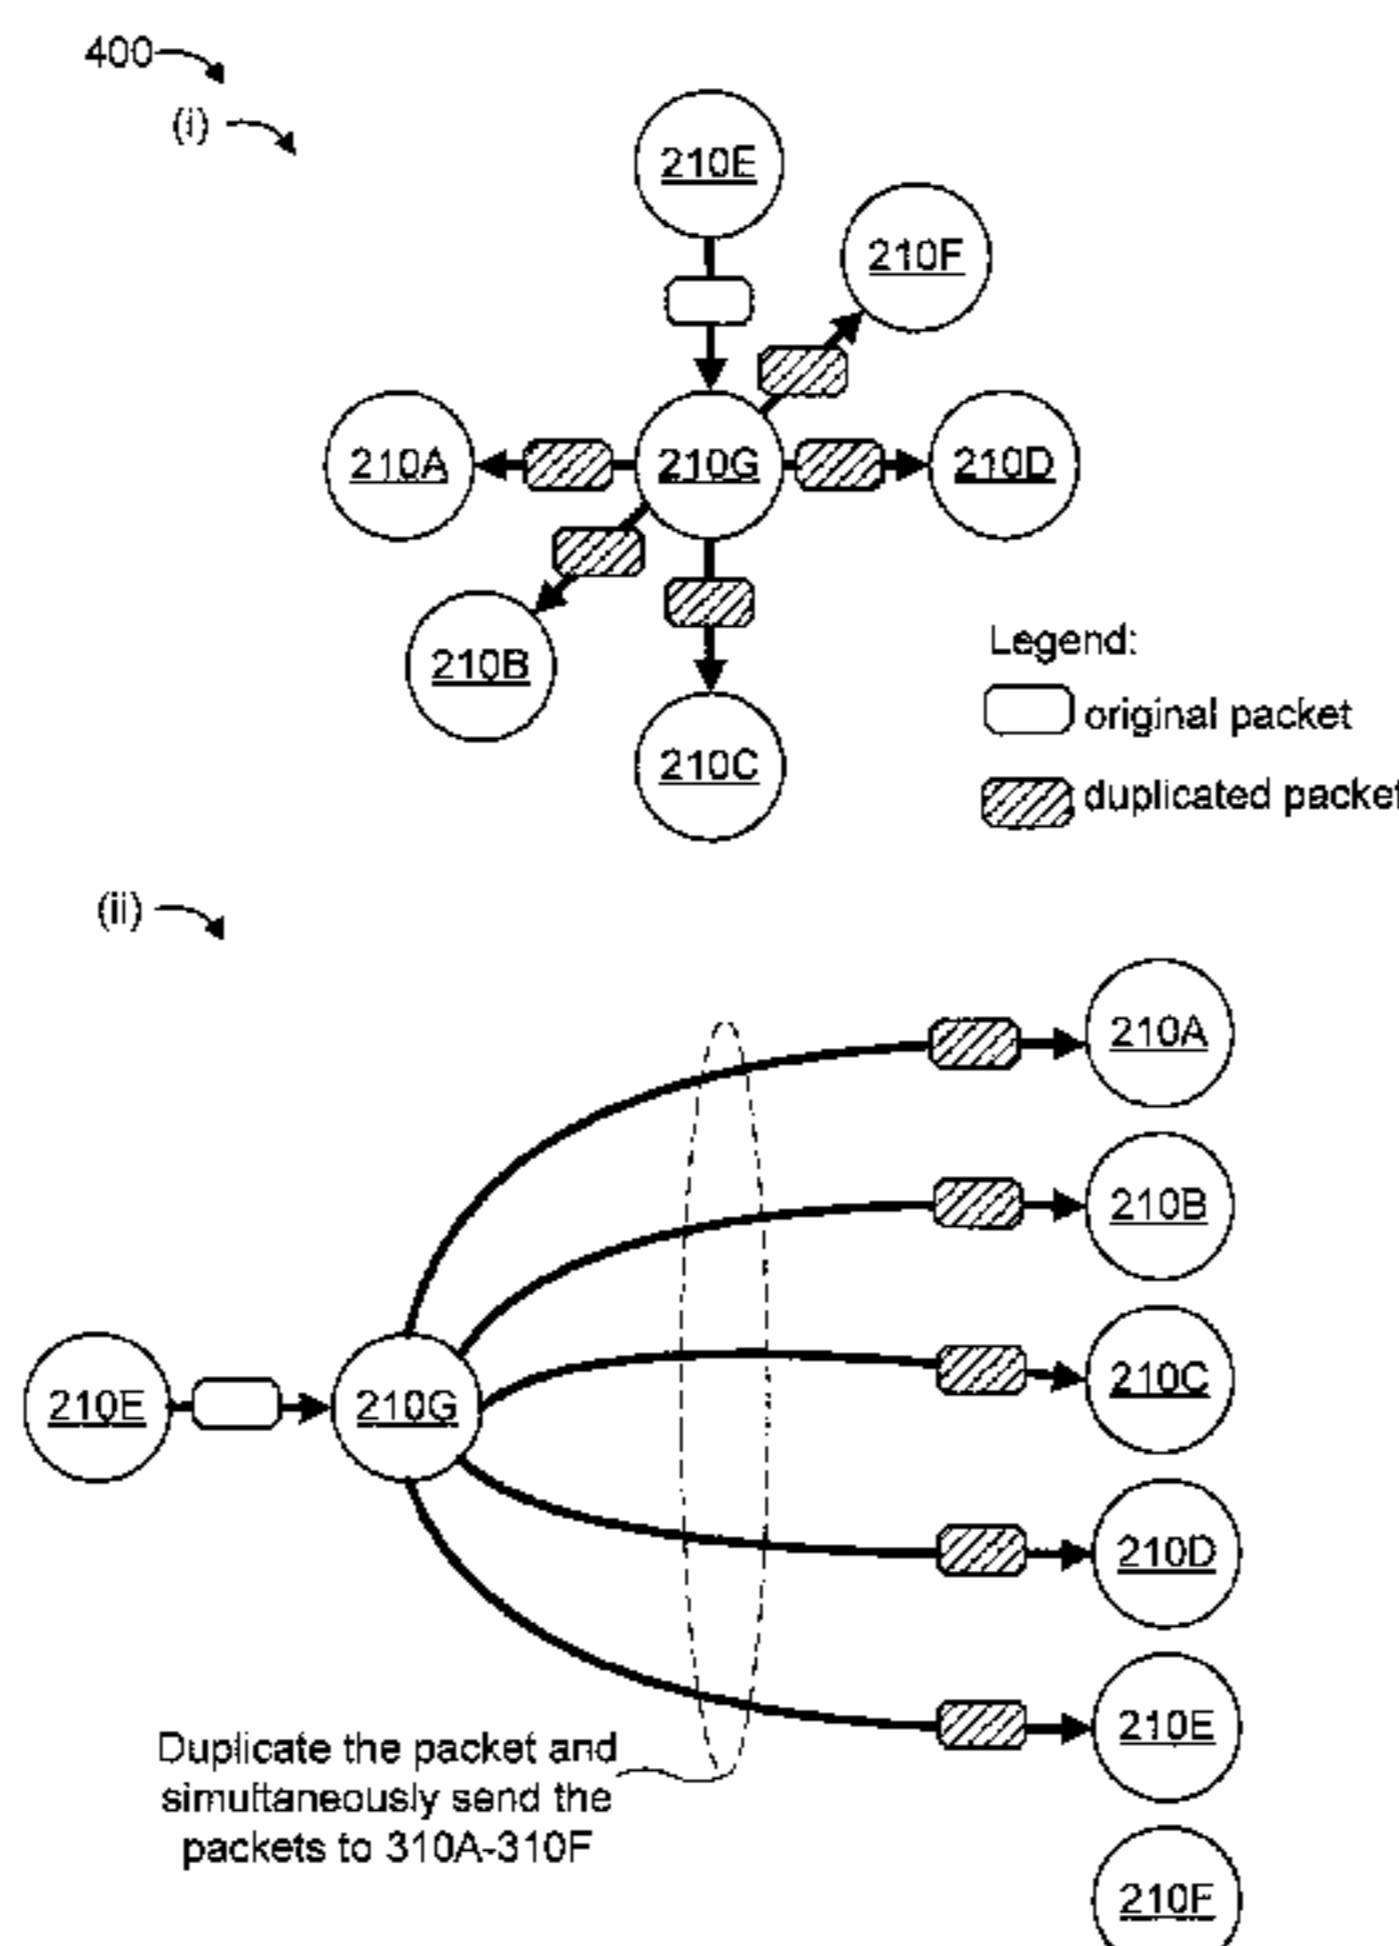 400
(i)
210E
210F
210A
210G
210D
210B
210C
Legend:
original packet
duplicated packet
(ii)
210A
210B
210C
210E
210G
210D
210E
210F
Duplicate the packet and
simultaneously send the
packets to 310A-310F